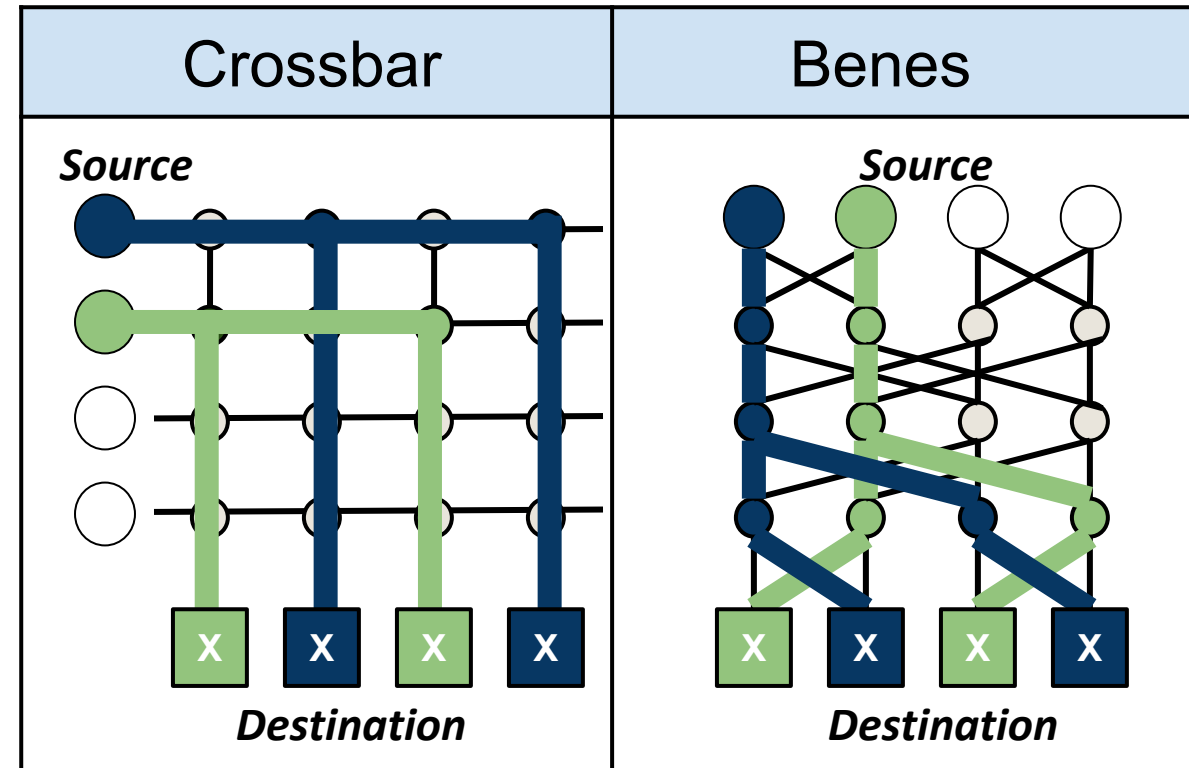 Crossbar
Benes
Source
X X X X
Destination
Source
X X X X
Destination